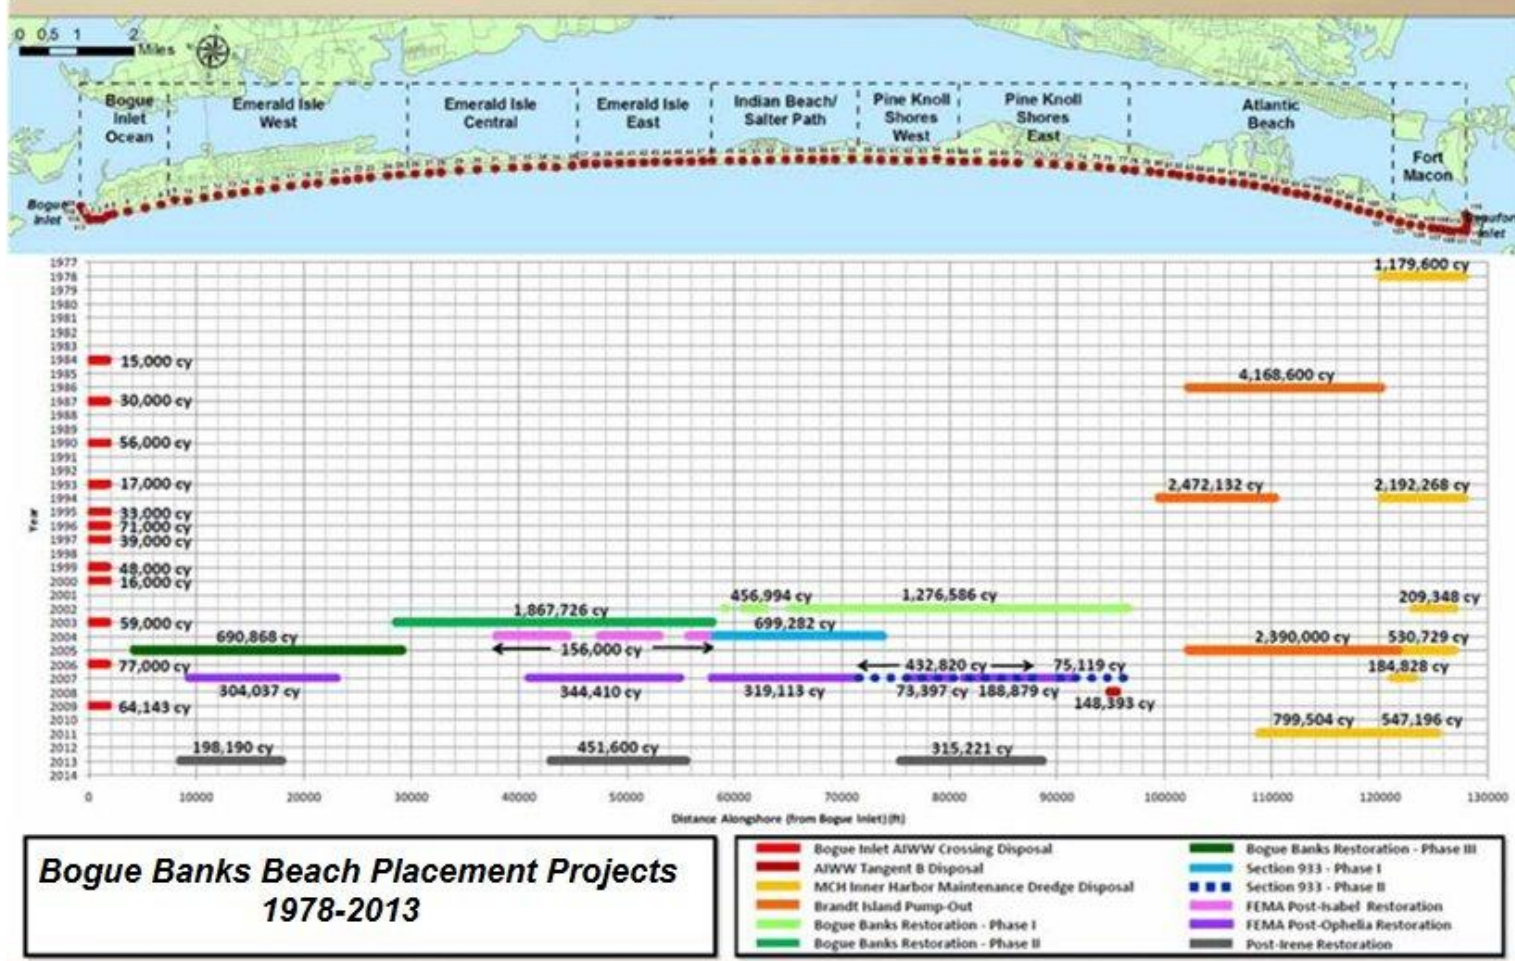 0 0,5 1 2
Miles
Bogue
Inlet
Ocean
Emerald Isle
West
Emerald Isle
Central
Emerald Isle
East
Indian Beach/
Salter Path
Pine Knoll
Shores
West
Pine Knoll
Shores
East
Atlantic
Beach
Fort
Macon
Bogue
Inlet
Inlet
Year
1977
1978
1979
1980
1981
1982
1983
1984
1985
1986
1987
1988
1989
1990
1991
1992
1993
1994
1995
1996
1997
1998
1999
2000
2001
2002
2003
2004
2005
2006
2007
2008
2009
2010
2011
2012
2013
2014
1,179,600 cy
15,000 cy
4,168,600 cy
30,000 cy
56,000 cy
17,000 cy
2,472,132 cy
2,192,268 cy
33,000 cy
71,000 cy
39,000 cy
48,000 cy
16,000 cy
456,994 cy
1,276,586 cy
209,348 cy
1,867,726 cy
59,000 cy
699,282 cy
690,868 cy
156,000 cy
2,390,000 cy
530,729 cy
77,000 cy
432,820 cy
75,119 cy
184,828 cy
304,037 cy
344,410 cy
319,113 cy
73,397 cy
188,879 cy
148,393 cy
64,143 cy
799,504 cy
547,196 cy
198,190 cy
451,600 cy
315,221 cy
0 10000 20000 30000 40000 50000 60000 70000 80000 90000 100000 110000 120000 130000
Distance Alongshore (from Bogue Inlet)(ft)
Bogue Banks Beach Placement Projects
1978-2013
Bogue Inlet AIWW Crossing Disposal
AIWW Tangent B Disposal
MCH Inner Harbor Maintenance Dredge Disposal
Brandt Island Pump-Out
Bogue Banks Restoration - Phase I
Bogue Banks Restoration - Phase II
Bogue Banks Restoration - Phase III
Section 933 - Phase I
Section 933 - Phase II
FEMA Post-Isabel Restoration
FEMA Post-Ophelia Restoration
Post-Irene Restoration